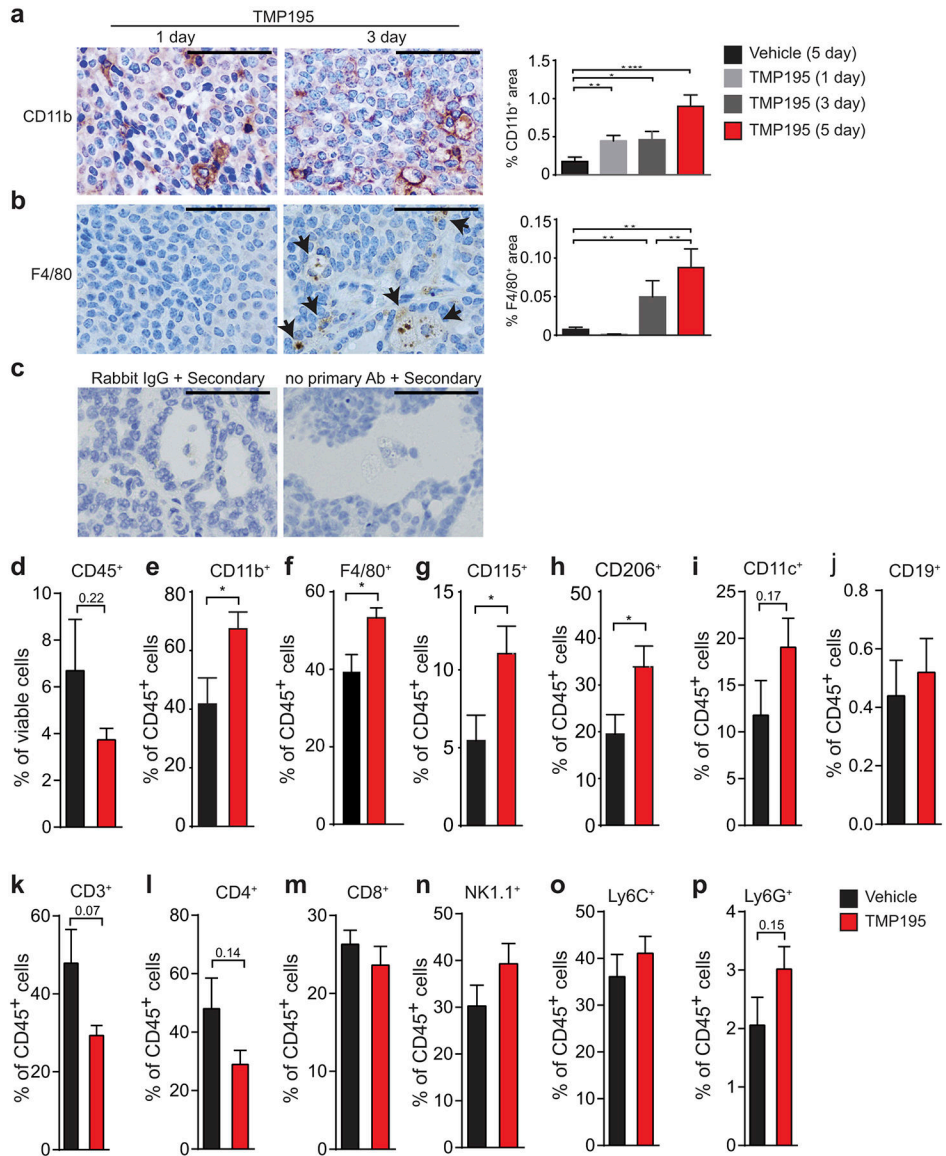 a
TMP195
1 day 3 day
CD11b
% CD11b+ area
1.5
1.0
0.5
0
* ****
*
* *
Vehicle (5 day)
TMP195 (1 day)
TMP195 (3 day)
TMP195 (5 day)
b
F4/80
% F4/80+ area
0.15
0.10
0.05
0
* *
* * * *
c
Rabbit IgG + Secondary no primary Ab + Secondary
d CD45+
% of viable cells
10
8
6
4
2
0
0.22
e CD11b+
% of CD45+ cells
80
60
40
20
0
*
f F4/80+
% of CD45+ cells
60
40
20
0
*
g CD115+
% of CD45+ cells
15
10
5
0
*
h CD206+
% of CD45+ cells
40
30
20
10
0
*
i CD11c+
% of CD45+ cells
25
20
15
10
5
0
0.17
j CD19+
% of CD45+ cells
0.8
0.6
0.4
0.2
0.0
k CD3+
% of CD45+ cells
60
40
20
0
0.07
l CD4+
% of CD45+ cells
80
60
40
20
0
0.14
m CD8+
% of CD45+ cells
30
20
10
0
n NK1.1+
% of CD45+ cells
50
40
30
20
10
0
o Ly6C+
% of CD45+ cells
60
40
20
0
p Ly6G+
% of CD45+ cells
4
3
2
1
0
0.15
Vehicle
TMP195